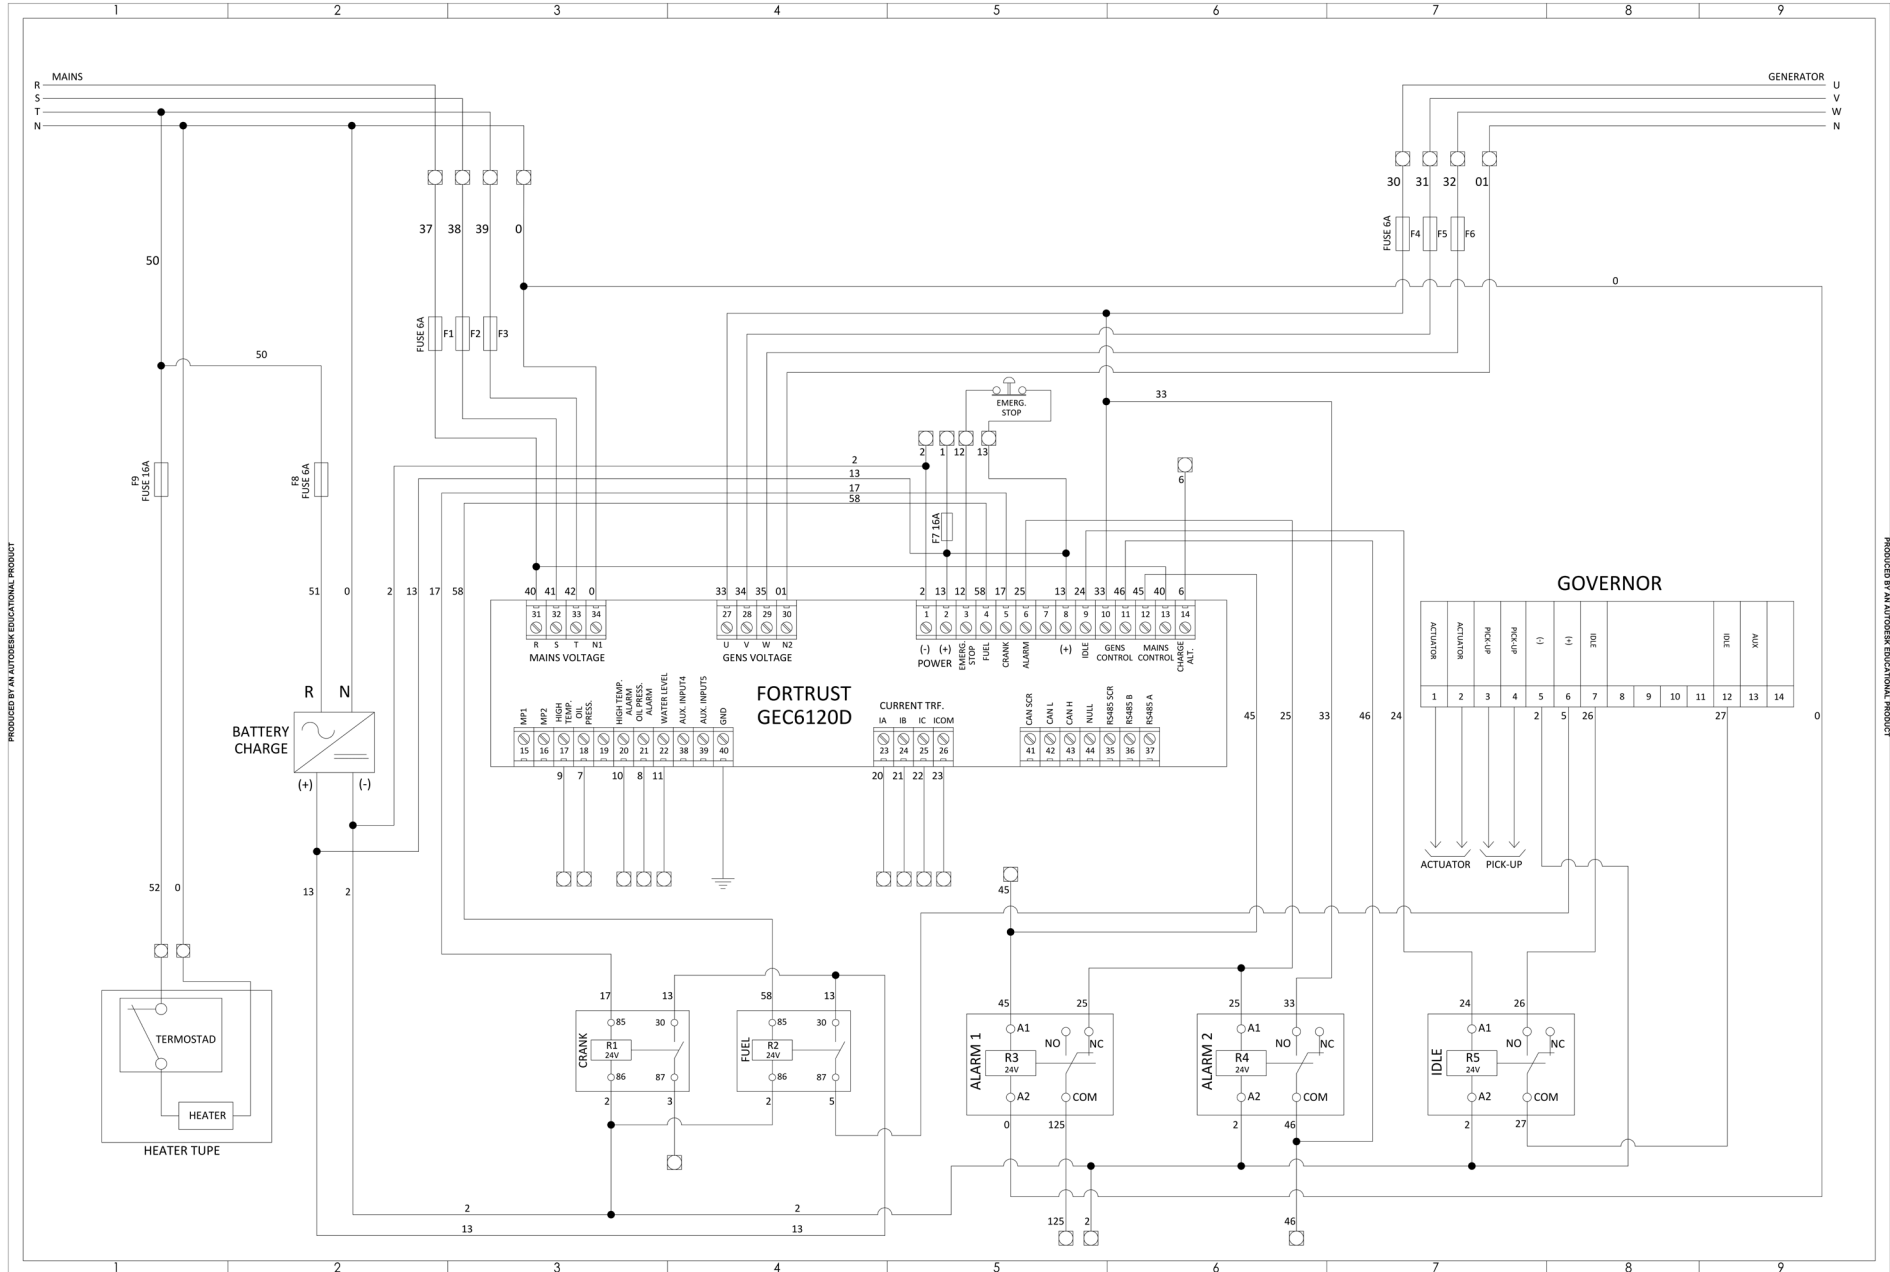 1 2 3 4 5 6 7 8 9
MAINS
R
S
T
N
GENERATOR
U
V
W
N
30 31 32 01
37 38 39 0
FUSE 6A F4 F5 F6
50
0
FUSE 6A F1 F2 F3
50
33
EMERG.
STOP
2 1 12 13
2
13
17
58
6
F9
FUSE 16A
F8
FUSE 6A
F7 16A
51 0 2 13 17 58
40 41 42 0
31 32 33 34
R S T N1
MAINS VOLTAGE
33 34 35 01
27 28 29 30
U V W N2
GENS VOLTAGE
2 13 12 58 17 25 13 24 33 46 45 40 6
1 2 3 4 5 6 7 8 9 10 11 12 13 14
(-) (+)
POWER
EMERG.
STOP
FUEL
CRANK
ALARM
(+)
IDLE
GENS
CONTROL
MAINS
CONTROL
CHARGE
ALT.
FORTRUST
GEC6120D
MP1
MP2
HIGH
TEMP.
OIL
PRESS.
HIGH TEMP.
ALARM
OIL PRESS.
ALARM
WATER LEVEL
AUX. INPUT4
AUX. INPUT5
GND
15 16 17 18 19 20 21 22 38 39 40
9 7 10 8 11
CURRENT TRF.
IA IB IC ICOM
23 24 25 26
20 21 22 23
CAN SCR
CAN L
CAN H
NULL
RS485 SCR
RS485 B
RS485 A
41 42 43 44 35 36 37
45 25 33 46 24
GOVERNOR
ACTUATOR
ACTUATOR
PICK-UP
PICK-UP
(-)
(+)
IDLE
IDLE
AUX
1 2 3 4 5 6 7 8 9 10 11 12 13 14
2 5 26 27 0
ACTUATOR PICK-UP
R N
BATTERY
CHARGE
(+) (-)
52 0
13 2
45
TERMOSTAD
HEATER
HEATER TUPE
17 13
CRANK
85 30
R1
24V
86 87
2 3
58 13
FUEL
85 30
R2
24V
86 87
2 5
45 25
ALARM 1
A1 NO NC
R3
24V
A2 COM
0 125
25 33
ALARM 2
A1 NO NC
R4
24V
A2 COM
2 46
24 26
IDLE
A1 NO NC
R5
24V
A2 COM
2 27
2 2
13 13
125 2 46
1 2 3 4 5 6 7 8 9
PRODUCED BY AN AUTODESK EDUCATIONAL PRODUCT
PRODUCED BY AN AUTODESK EDUCATIONAL PRODUCT